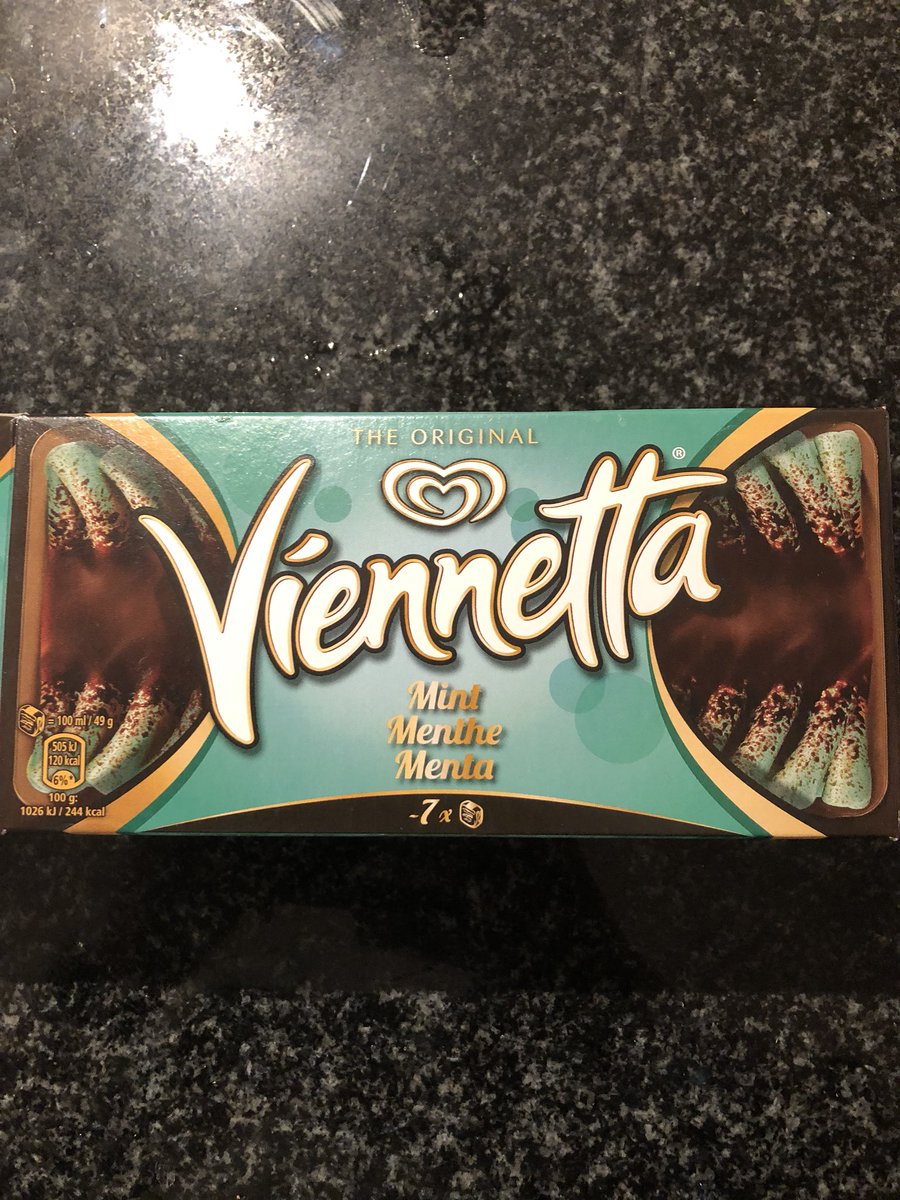 THE ORIGINAL
Viennetta®
Mint
Menthe
Menta
~7x
= 100 ml / 49 g
505 kJ
120 kcal
6%*
100 g:
1026 kJ / 244 kcal